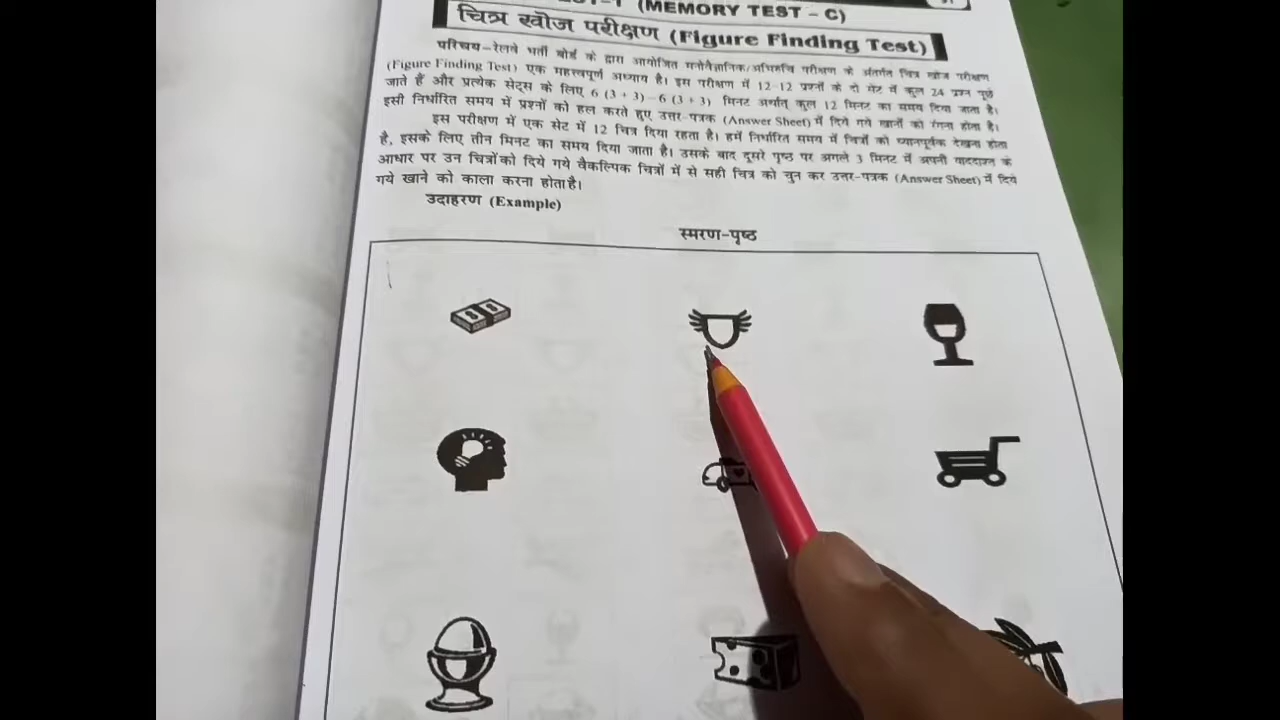 (MEMORY TEST – C)
चित्र खोज परीक्षण (Figure Finding Test)
परिचय–रेलवे भर्ती बोर्ड के द्वारा आयोजित मनोवैज्ञानिक/अभिरुचि परीक्षण के अंतर्गत चित्र खोज परीक्षण
(Figure Finding Test) एक महत्वपूर्ण अध्याय है। इस परीक्षण में 12-12 प्रश्नों के दो सेट में कुल 24 प्रश्न पूछे
जाते हैं और प्रत्येक सेट्स के लिए 6 (3 + 3) – 6 (3 + 3) मिनट अर्थात् कुल 12 मिनट का समय दिया जाता है।
इसी निर्धारित समय में प्रश्नों को हल करते हुए उत्तर-पत्रक (Answer Sheet) में दिये गये खानों को रंगना होता है।
इस परीक्षण में एक सेट में 12 चित्र दिया रहता है। हमें निर्धारित समय में चित्रों को ध्यानपूर्वक देखना होता
है, इसके लिए तीन मिनट का समय दिया जाता है। उसके बाद दूसरे पृष्ठ पर अगले 3 मिनट में अपनी याददाश्त के
आधार पर उन चित्रों को दिये गये वैकल्पिक चित्रों में से सही चित्र को चुन कर उत्तर-पत्रक (Answer Sheet) में दिये
गये खाने को काला करना होता है।
उदाहरण (Example)
स्मरण-पृष्ठ